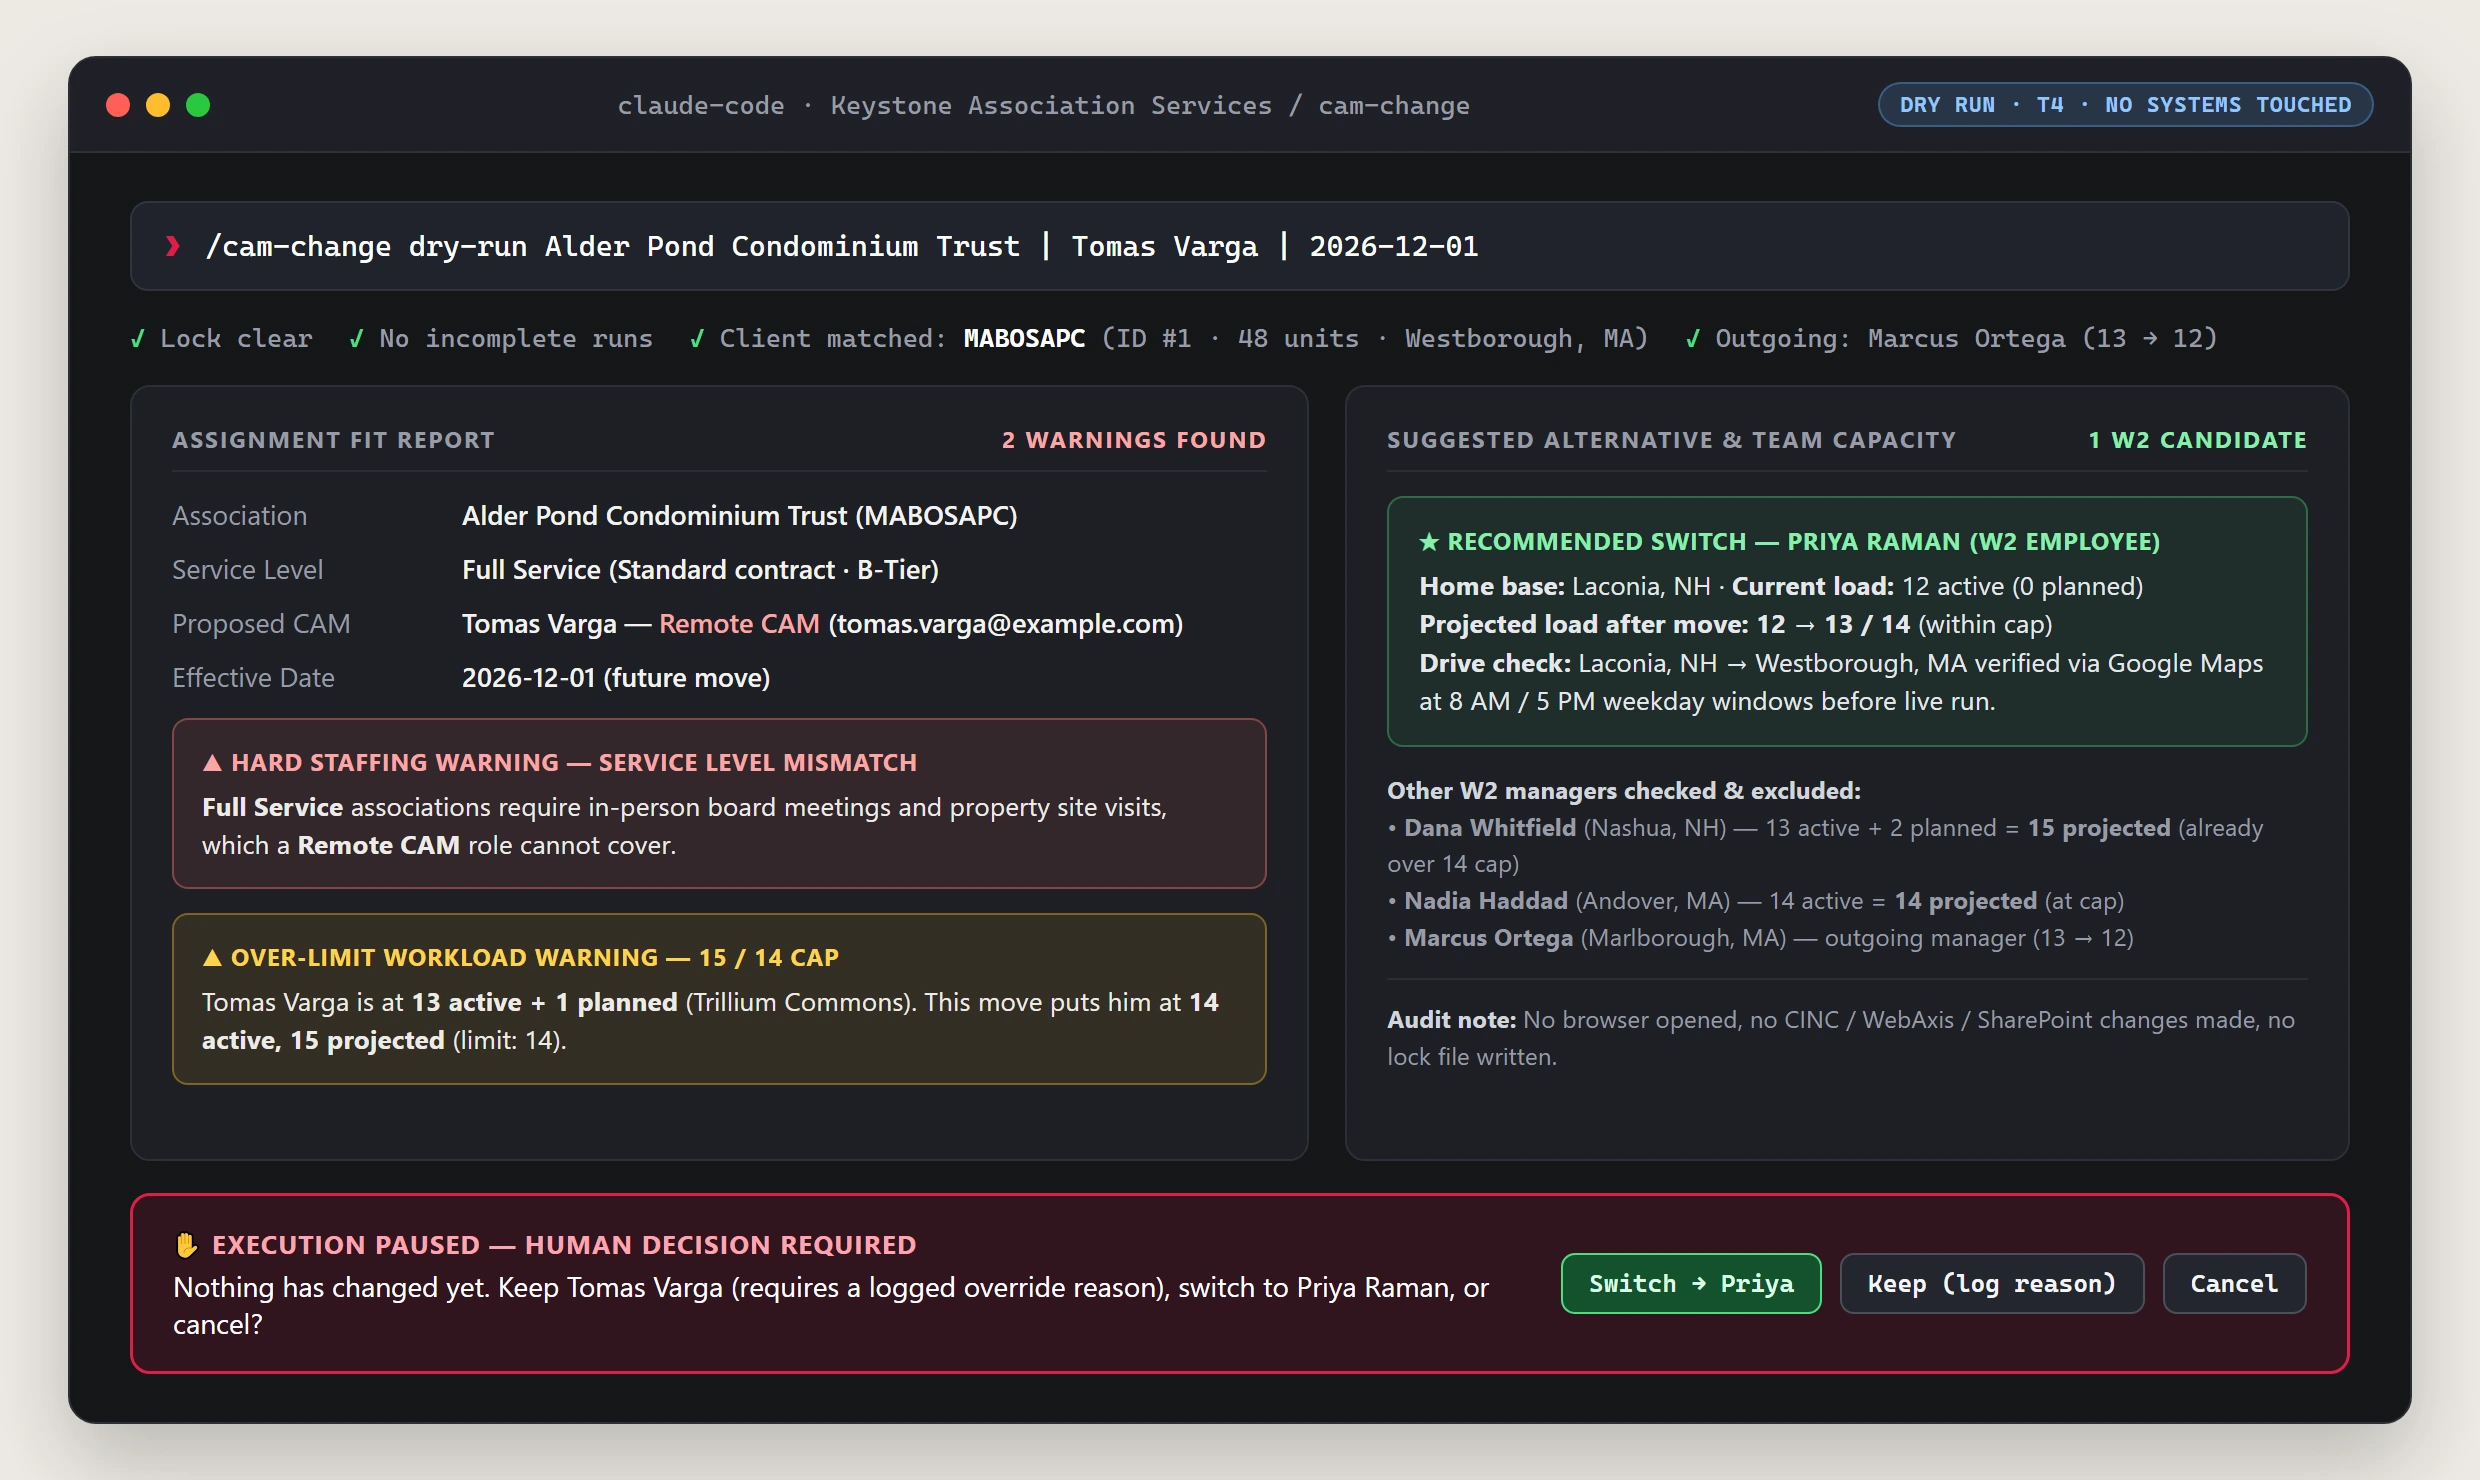 claude-code · Keystone Association Services / cam-change
DRY RUN · T4 · NO SYSTEMS TOUCHED
❯ /cam-change dry-run Alder Pond Condominium Trust | Tomas Varga | 2026-12-01
✓ Lock clear ✓ No incomplete runs ✓ Client matched: MABOSAPC (ID #1 · 48 units · Westborough, MA) ✓ Outgoing: Marcus Ortega (13 → 12)
ASSIGNMENT FIT REPORT
2 WARNINGS FOUND
Association Alder Pond Condominium Trust (MABOSAPC)
Service Level Full Service (Standard contract · B-Tier)
Proposed CAM Tomas Varga — Remote CAM (tomas.varga@example.com)
Effective Date 2026-12-01 (future move)
▲ HARD STAFFING WARNING — SERVICE LEVEL MISMATCH
Full Service associations require in-person board meetings and property site visits,
which a Remote CAM role cannot cover.
▲ OVER-LIMIT WORKLOAD WARNING — 15 / 14 CAP
Tomas Varga is at 13 active + 1 planned (Trillium Commons). This move puts him at 14
active, 15 projected (limit: 14).
SUGGESTED ALTERNATIVE & TEAM CAPACITY
1 W2 CANDIDATE
★ RECOMMENDED SWITCH — PRIYA RAMAN (W2 EMPLOYEE)
Home base: Laconia, NH · Current load: 12 active (0 planned)
Projected load after move: 12 → 13 / 14 (within cap)
Drive check: Laconia, NH → Westborough, MA verified via Google Maps
at 8 AM / 5 PM weekday windows before live run.
Other W2 managers checked & excluded:
• Dana Whitfield (Nashua, NH) — 13 active + 2 planned = 15 projected (already
over 14 cap)
• Nadia Haddad (Andover, MA) — 14 active = 14 projected (at cap)
• Marcus Ortega (Marlborough, MA) — outgoing manager (13 → 12)
Audit note: No browser opened, no CINC / WebAxis / SharePoint changes made, no
lock file written.
✋ EXECUTION PAUSED — HUMAN DECISION REQUIRED
Nothing has changed yet. Keep Tomas Varga (requires a logged override reason), switch to Priya Raman, or
cancel?
Switch → Priya
Keep (log reason)
Cancel